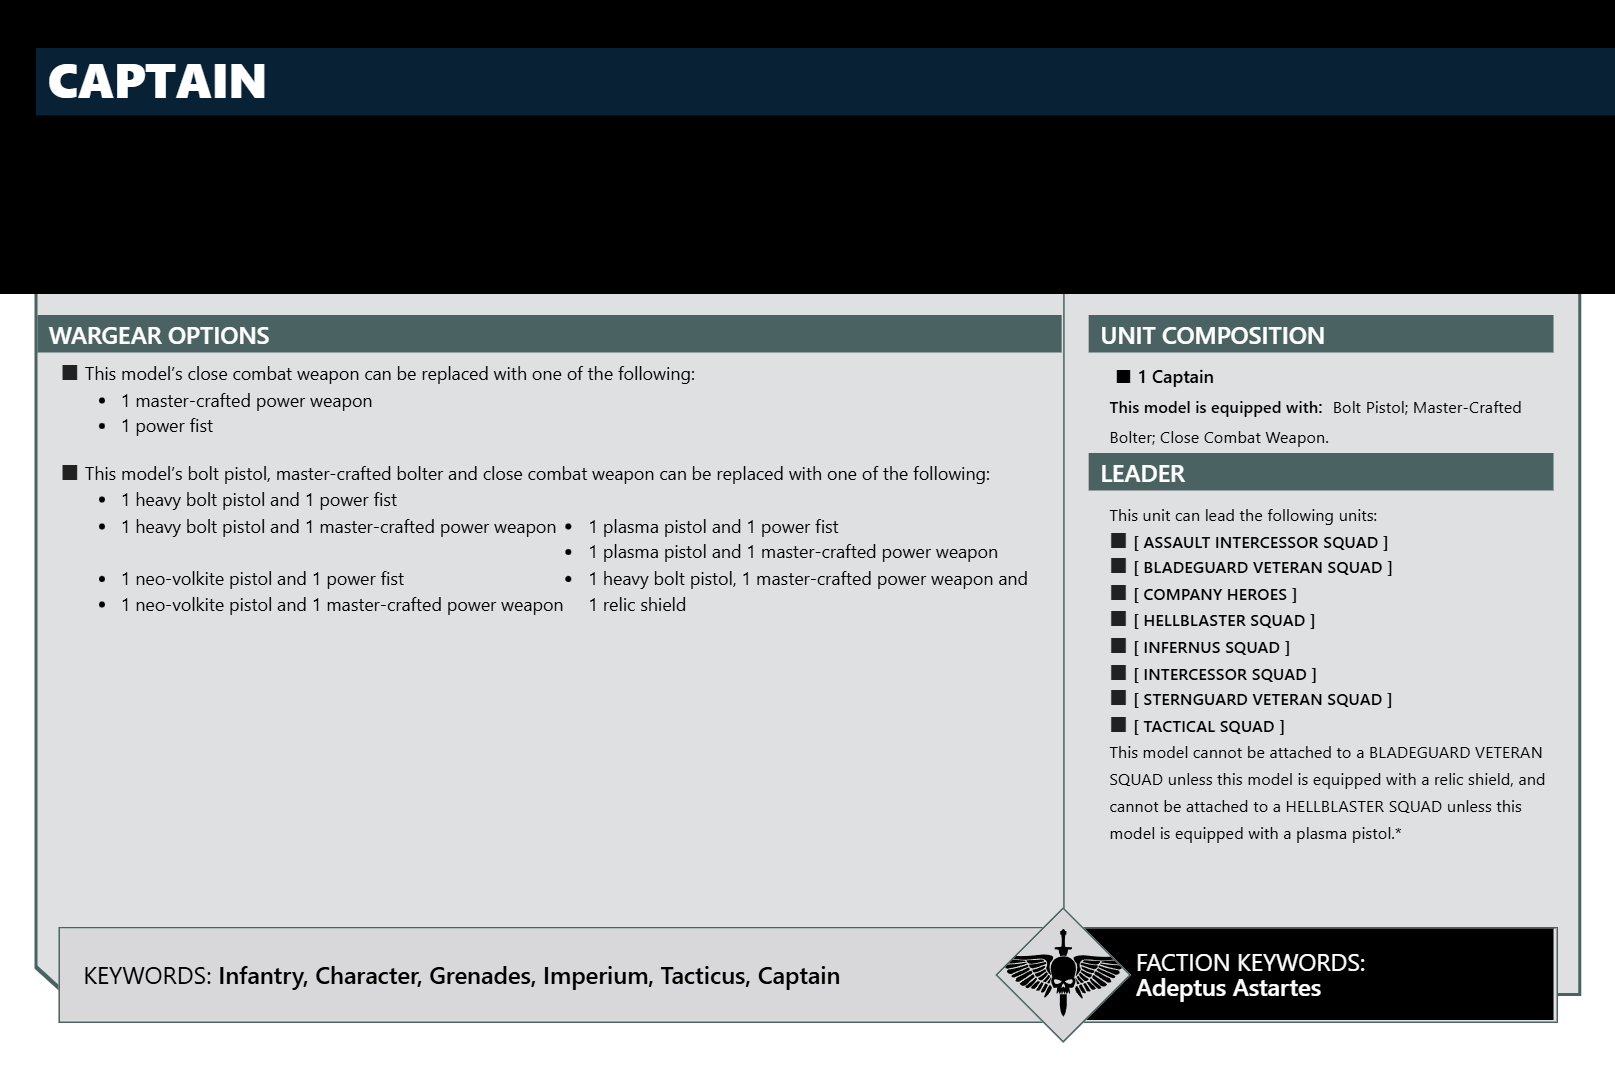 CAPTAIN
WARGEAR OPTIONS
■ This model's close combat weapon can be replaced with one of the following:
• 1 master-crafted power weapon
• 1 power fist
■ This model's bolt pistol, master-crafted bolter and close combat weapon can be replaced with one of the following:
• 1 heavy bolt pistol and 1 power fist
• 1 heavy bolt pistol and 1 master-crafted power weapon
• 1 neo-volkite pistol and 1 power fist
• 1 neo-volkite pistol and 1 master-crafted power weapon
• 1 plasma pistol and 1 power fist
• 1 plasma pistol and 1 master-crafted power weapon
• 1 heavy bolt pistol, 1 master-crafted power weapon and
1 relic shield
UNIT COMPOSITION
■ 1 Captain
This model is equipped with: Bolt Pistol; Master-Crafted
Bolter; Close Combat Weapon.
LEADER
This unit can lead the following units:
■ [ ASSAULT INTERCESSOR SQUAD ]
■ [ BLADEGUARD VETERAN SQUAD ]
■ [ COMPANY HEROES ]
■ [ HELLBLASTER SQUAD ]
■ [ INFERNUS SQUAD ]
■ [ INTERCESSOR SQUAD ]
■ [ STERNGUARD VETERAN SQUAD ]
■ [ TACTICAL SQUAD ]
This model cannot be attached to a BLADEGUARD VETERAN
SQUAD unless this model is equipped with a relic shield, and
cannot be attached to a HELLBLASTER SQUAD unless this
model is equipped with a plasma pistol.*
KEYWORDS: Infantry, Character, Grenades, Imperium, Tacticus, Captain
FACTION KEYWORDS:
Adeptus Astartes